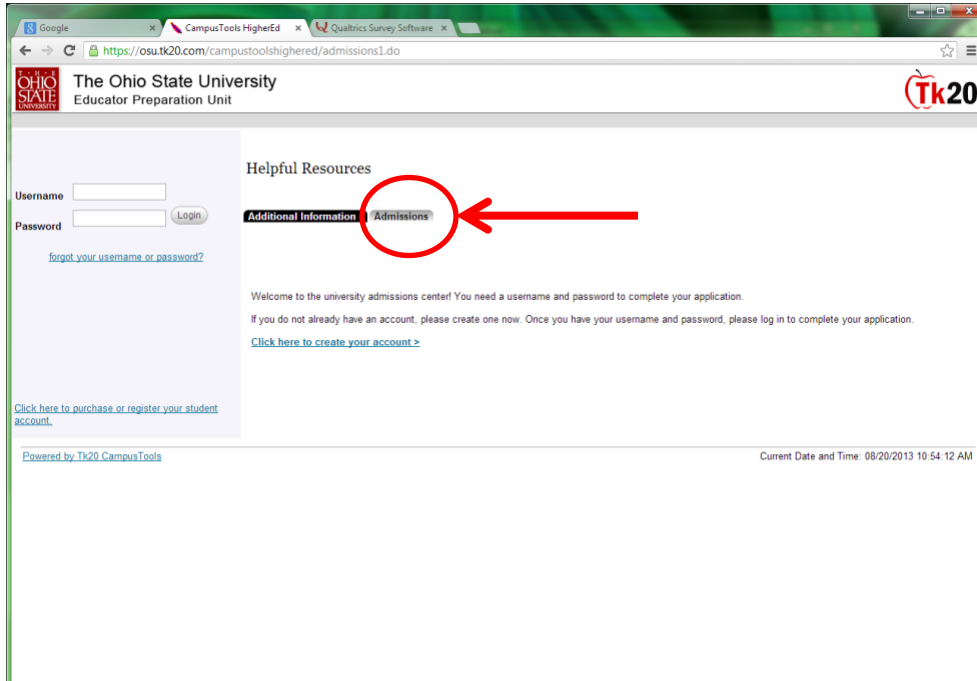 Google
CampusTools HigherEd
Qualtrics Survey Software
https://osu.tk20.com/campustoolshighered/admissions1.do
T · H · E
OHIO
STATE
UNIVERSITY
The Ohio State University
Educator Preparation Unit
Tk20
Username
Password
Login
forgot your username or password?
Click here to purchase or register your student
account.
Helpful Resources
Additional Information
Admissions
Welcome to the university admissions center! You need a username and password to complete your application.
If you do not already have an account, please create one now. Once you have your username and password, please log in to complete your application.
Click here to create your account >
Powered by Tk20 CampusTools
Current Date and Time: 08/20/2013 10:54:12 AM